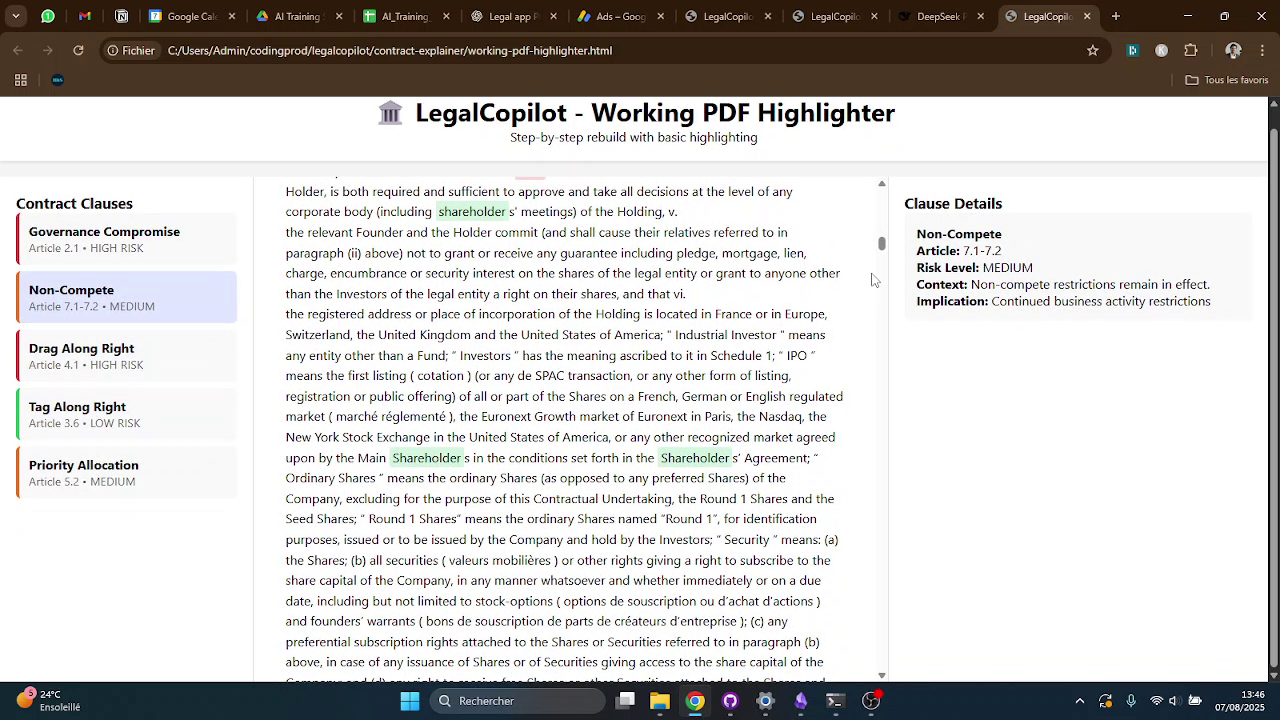 Google Cal
AI Training S
AI_Training_
Legal app P
Ads – Goog
LegalCopilo
LegalCopilo
DeepSeek
LegalCopilo
Fichier
C:/Users/Admin/codingprod/legalcopilot/contract-explainer/working-pdf-highlighter.html
Tous les favoris
LegalCopilot - Working PDF Highlighter
Step-by-step rebuild with basic highlighting
Contract Clauses
Governance Compromise
Article 2.1 • HIGH RISK
Non-Compete
Article 7.1-7.2 • MEDIUM
Drag Along Right
Article 4.1 • HIGH RISK
Tag Along Right
Article 3.6 • LOW RISK
Priority Allocation
Article 5.2 • MEDIUM
Holder, is both required and sufficient to approve and take all decisions at the level of any
corporate body (including shareholder s' meetings) of the Holding, v.
the relevant Founder and the Holder commit (and shall cause their relatives referred to in
paragraph (ii) above) not to grant or receive any guarantee including pledge, mortgage, lien,
charge, encumbrance or security interest on the shares of the legal entity or grant to anyone other
than the Investors of the legal entity a right on their shares, and that vi.
the registered address or place of incorporation of the Holding is located in France or in Europe,
Switzerland, the United Kingdom and the United States of America; “ Industrial Investor ” means
any entity other than a Fund; “ Investors ” has the meaning ascribed to it in Schedule 1; “ IPO ”
means the first listing ( cotation ) (or any de SPAC transaction, or any other form of listing,
registration or public offering) of all or part of the Shares on a French, German or English regulated
market ( marché réglementé ), the Euronext Growth market of Euronext in Paris, the Nasdaq, the
New York Stock Exchange in the United States of America, or any other recognized market agreed
upon by the Main Shareholder s in the conditions set forth in the Shareholder s’ Agreement; “
Ordinary Shares ” means the ordinary Shares (as opposed to any preferred Shares) of the
Company, excluding for the purpose of this Contractual Undertaking, the Round 1 Shares and the
Seed Shares; “ Round 1 Shares” means the ordinary Shares named “Round 1”, for identification
purposes, issued or to be issued by the Company and hold by the Investors; “ Security ” means: (a)
the Shares; (b) all securities ( valeurs mobilières ) or other rights giving a right to subscribe to the
share capital of the Company, in any manner whatsoever and whether immediately or on a due
date, including but not limited to stock-options ( options de souscription ou d’achat d’actions )
and founders’ warrants ( bons de souscription de parts de créateurs d’entreprise ); (c) any
preferential subscription rights attached to the Shares or Securities referred to in paragraph (b)
above, in case of any issuance of Shares or of Securities giving access to the share capital of the
Clause Details
Non-Compete
Article: 7.1-7.2
Risk Level: MEDIUM
Context: Non-compete restrictions remain in effect.
Implication: Continued business activity restrictions
5
24°C
Ensoleillé
Rechercher
13:46
07/08/2025